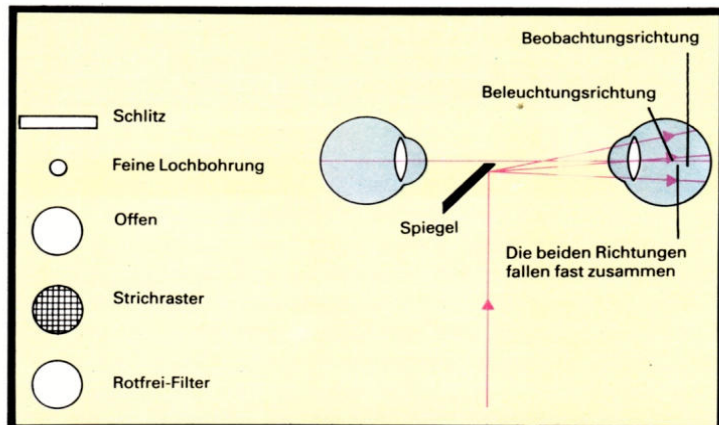 Schlitz
Feine Lochbohrung
Offen
Strichraster
Rotfrei-Filter
Beobachtungsrichtung
Beleuchtungsrichtung
Spiegel
Die beiden Richtungen
fallen fast zusammen